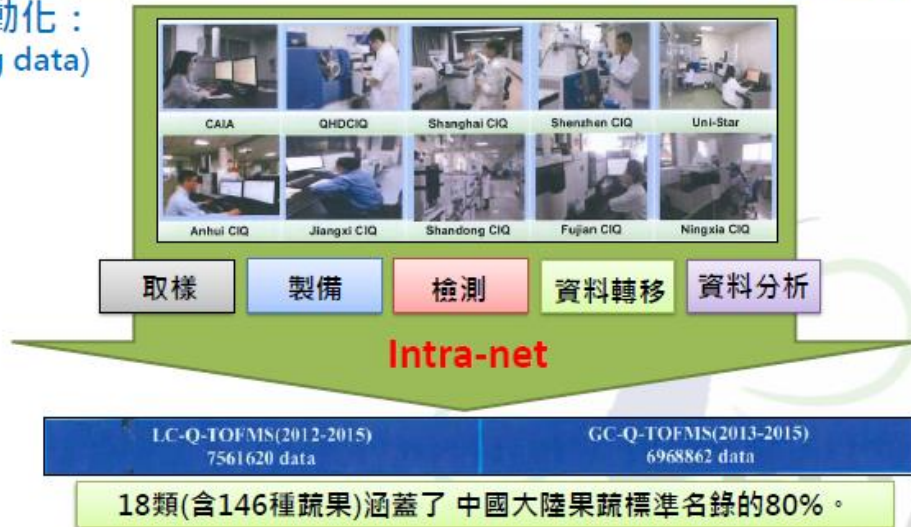 動化：
g data)
CAIA
QHDCIQ
Shanghai CIQ
Shenzhen CIQ
Uni-Star
Anhui CIQ
Jiangxi CIQ
Shandong CIQ
Fujian CIQ
Ningxia CIQ
取樣
製備
檢測
資料轉移
資料分析
Intra-net
LC-Q-TOFMS(2012-2015)
7561620 data
GC-Q-TOFMS(2013-2015)
6968862 data
18類(含146種蔬果)涵蓋了 中國大陸果蔬標準名錄的80%。